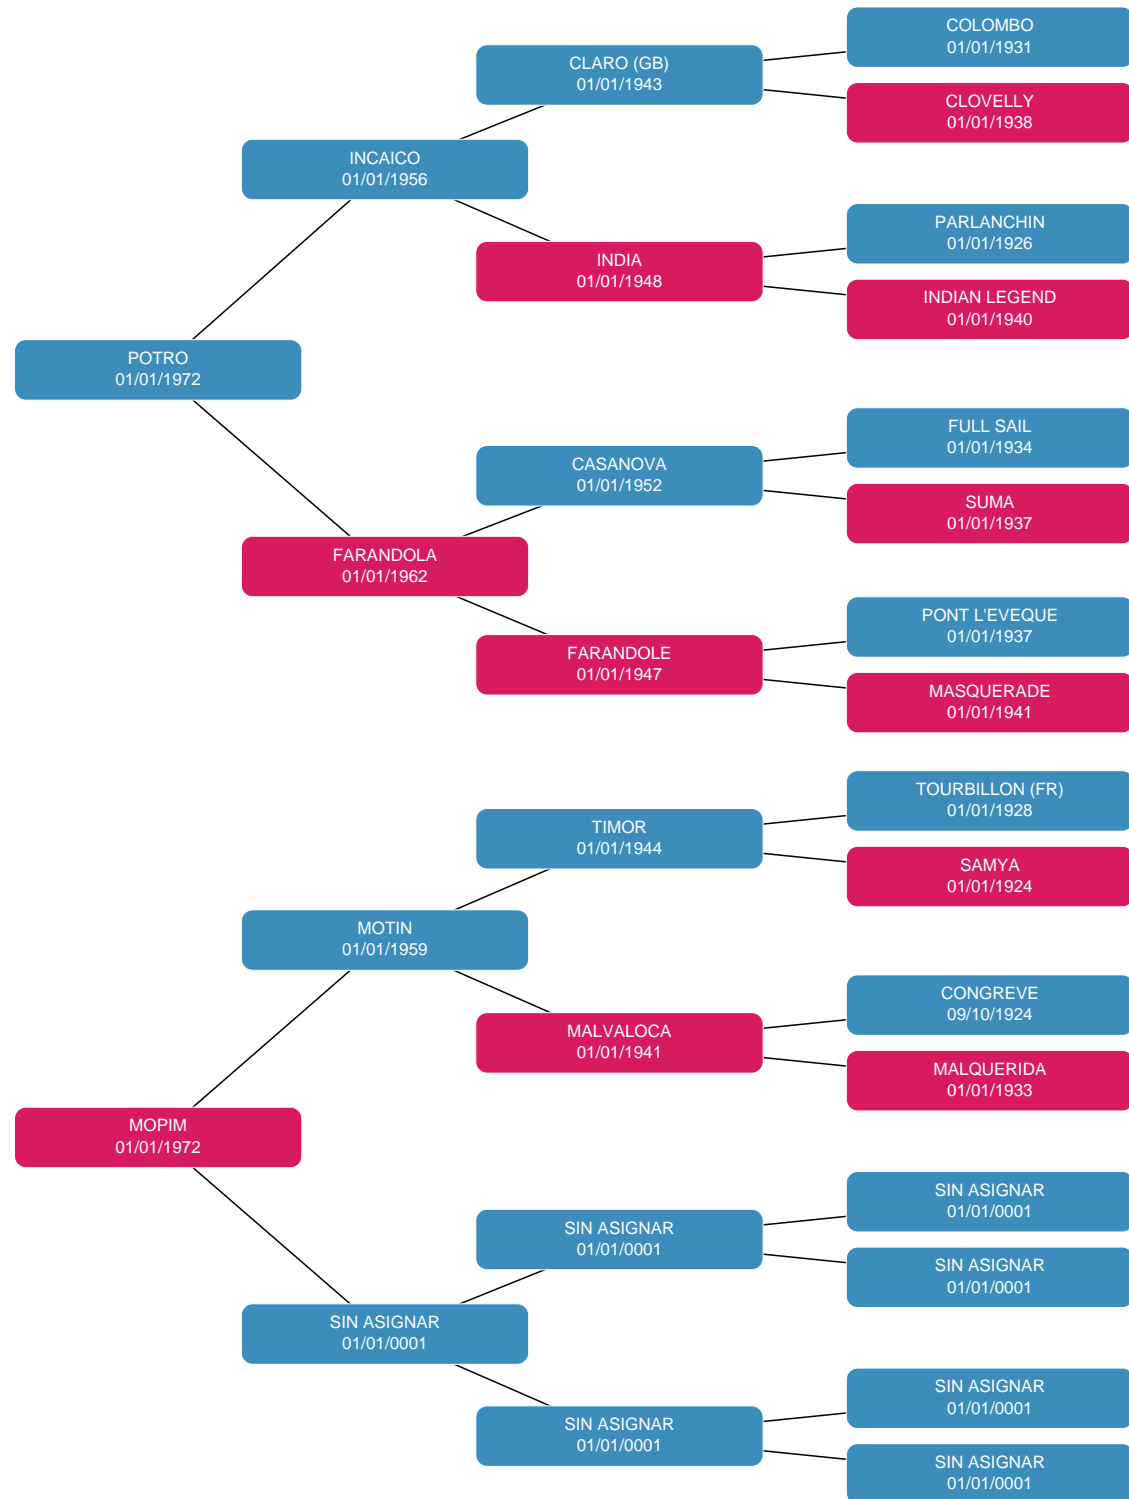 COLOMBO
01/01/1931
CLARO (GB)
01/01/1943
CLOVELLY
01/01/1938
INCAICO
01/01/1956
PARLANCHIN
01/01/1926
INDIA
01/01/1948
INDIAN LEGEND
01/01/1940
POTRO
01/01/1972
FULL SAIL
01/01/1934
CASANOVA
01/01/1952
SUMA
01/01/1937
FARANDOLA
01/01/1962
PONT L'EVEQUE
01/01/1937
FARANDOLE
01/01/1947
MASQUERADE
01/01/1941
TOURBILLON (FR)
01/01/1928
TIMOR
01/01/1944
SAMYA
01/01/1924
MOTIN
01/01/1959
CONGREVE
09/10/1924
MALVALOCA
01/01/1941
MALQUERIDA
01/01/1933
MOPIM
01/01/1972
SIN ASIGNAR
01/01/0001
SIN ASIGNAR
01/01/0001
SIN ASIGNAR
01/01/0001
SIN ASIGNAR
01/01/0001
SIN ASIGNAR
01/01/0001
SIN ASIGNAR
01/01/0001
SIN ASIGNAR
01/01/0001